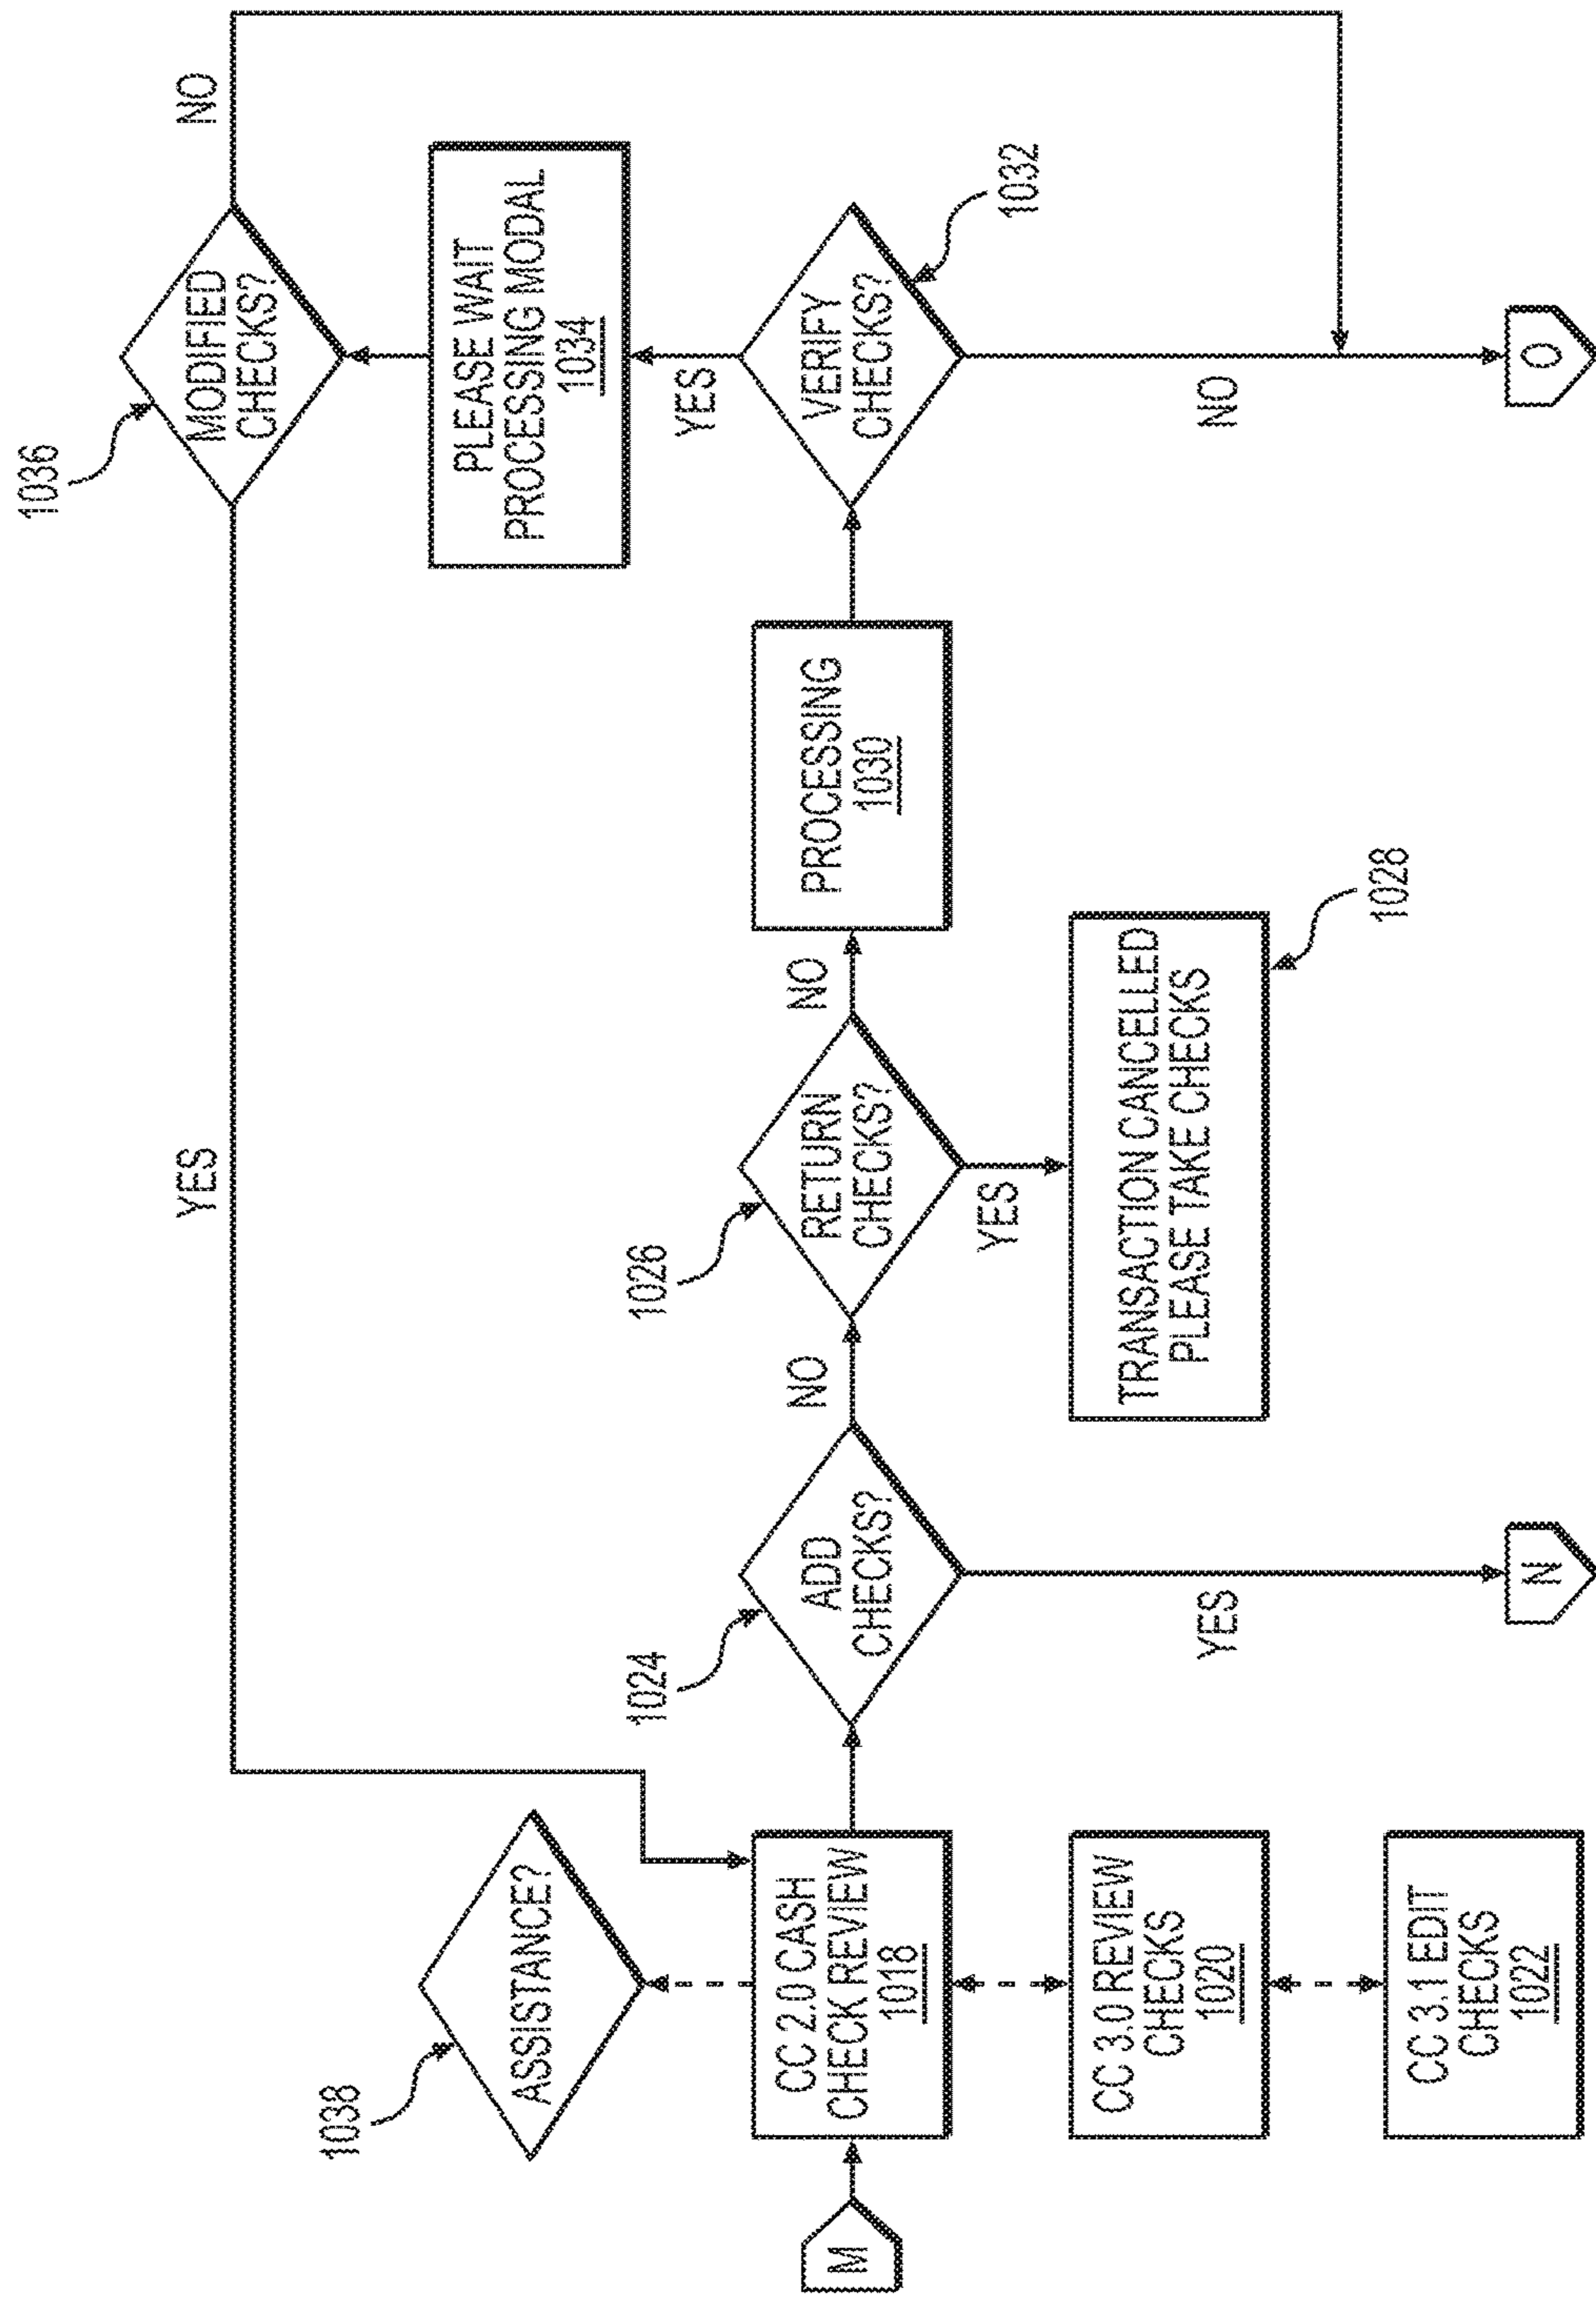 1036
MODIFIED
CHECKS?
NO
YES
PLEASE WAIT
PROCESSING MODAL
1034
1038
ASSISTANCE?
YES
M
CC 2.0 CASH
CHECK REVIEW
1018
1024
ADD
CHECKS?
NO
1026
RETURN
CHECKS?
NO
PROCESSING
1030
VERIFY
CHECKS?
1032
YES
CC 3.0 REVIEW
CHECKS
1020
TRANSACTION CANCELLED
PLEASE TAKE CHECKS
1028
YES
NO
CC 3.1 EDIT
CHECKS
1022
N
O